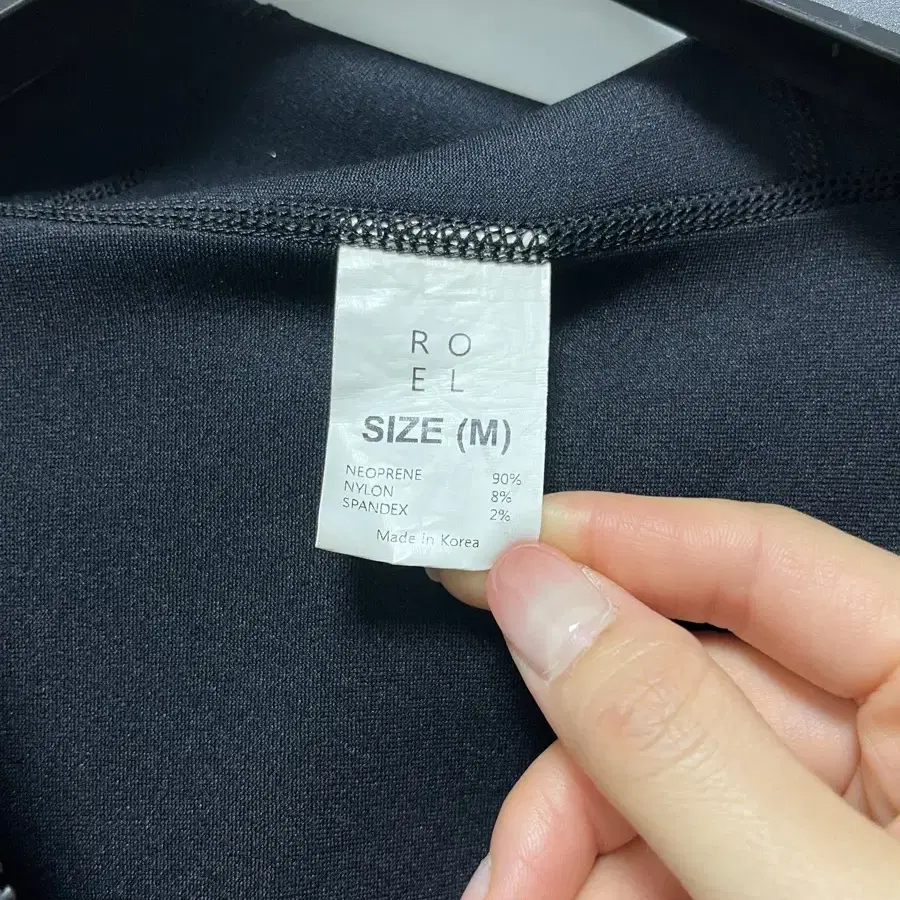 R O
E L
SIZE (M)
NEOPRENE 90%
NYLON 8%
SPANDEX 2%
Made in Korea